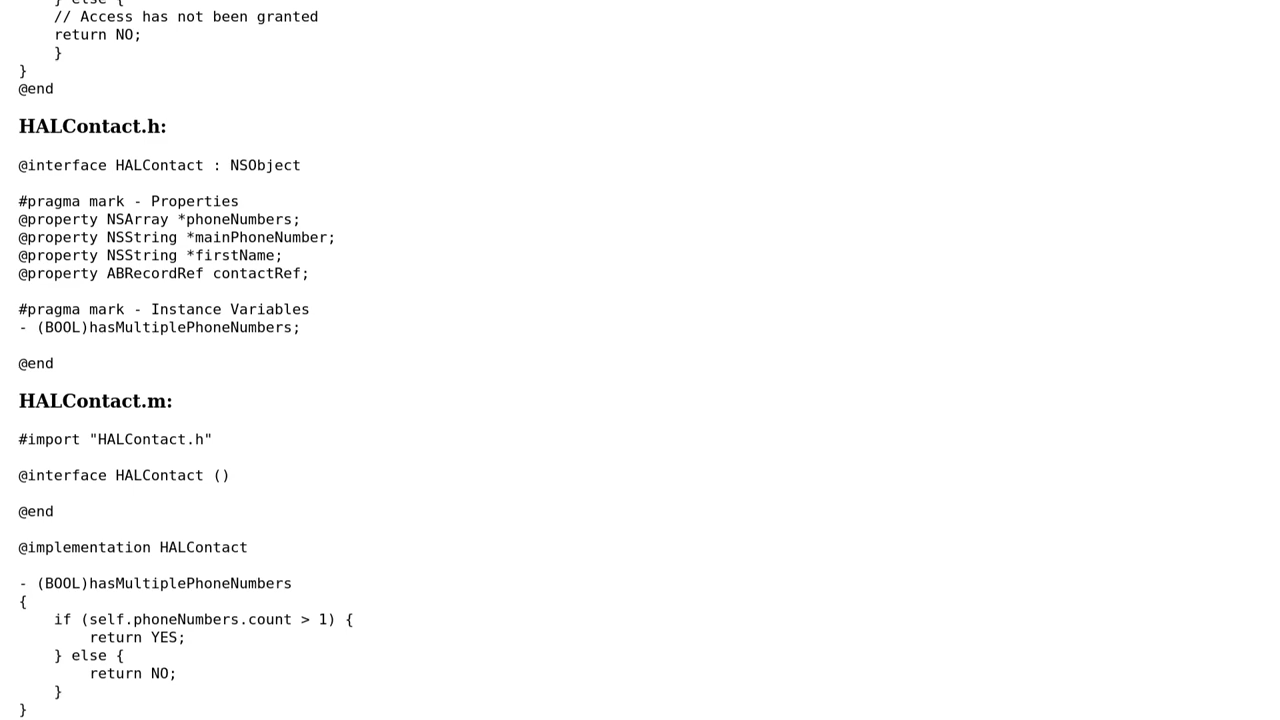 } else {
// Access has not been granted
return NO;
}
}
@end
HALContact.h:
@interface HALContact : NSObject
#pragma mark - Properties
@property NSArray *phoneNumbers;
@property NSString *mainPhoneNumber;
@property NSString *firstName;
@property ABRecordRef contactRef;
#pragma mark - Instance Variables
- (BOOL)hasMultiplePhoneNumbers;
@end
HALContact.m:
#import "HALContact.h"
@interface HALContact ()
@end
@implementation HALContact
- (BOOL)hasMultiplePhoneNumbers
{
if (self.phoneNumbers.count > 1) {
return YES;
} else {
return NO;
}
}